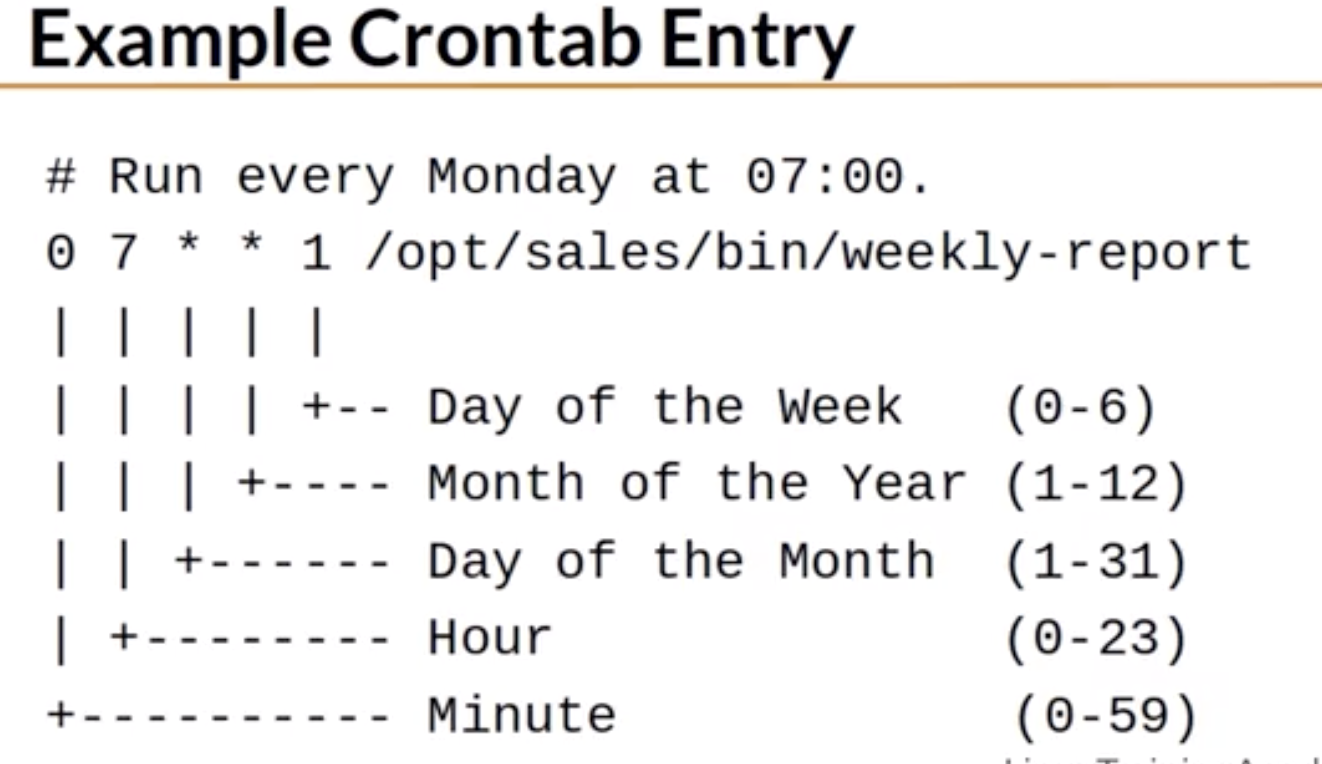 Example Crontab Entry
# Run every Monday at 07:00.
0 7 * * 1 /opt/sales/bin/weekly-report
| | | | |
| | | | +-- Day of the Week   (0-6)
| | | +---- Month of the Year (1-12)
| | +------ Day of the Month  (1-31)
| +-------- Hour              (0-23)
+---------- Minute            (0-59)